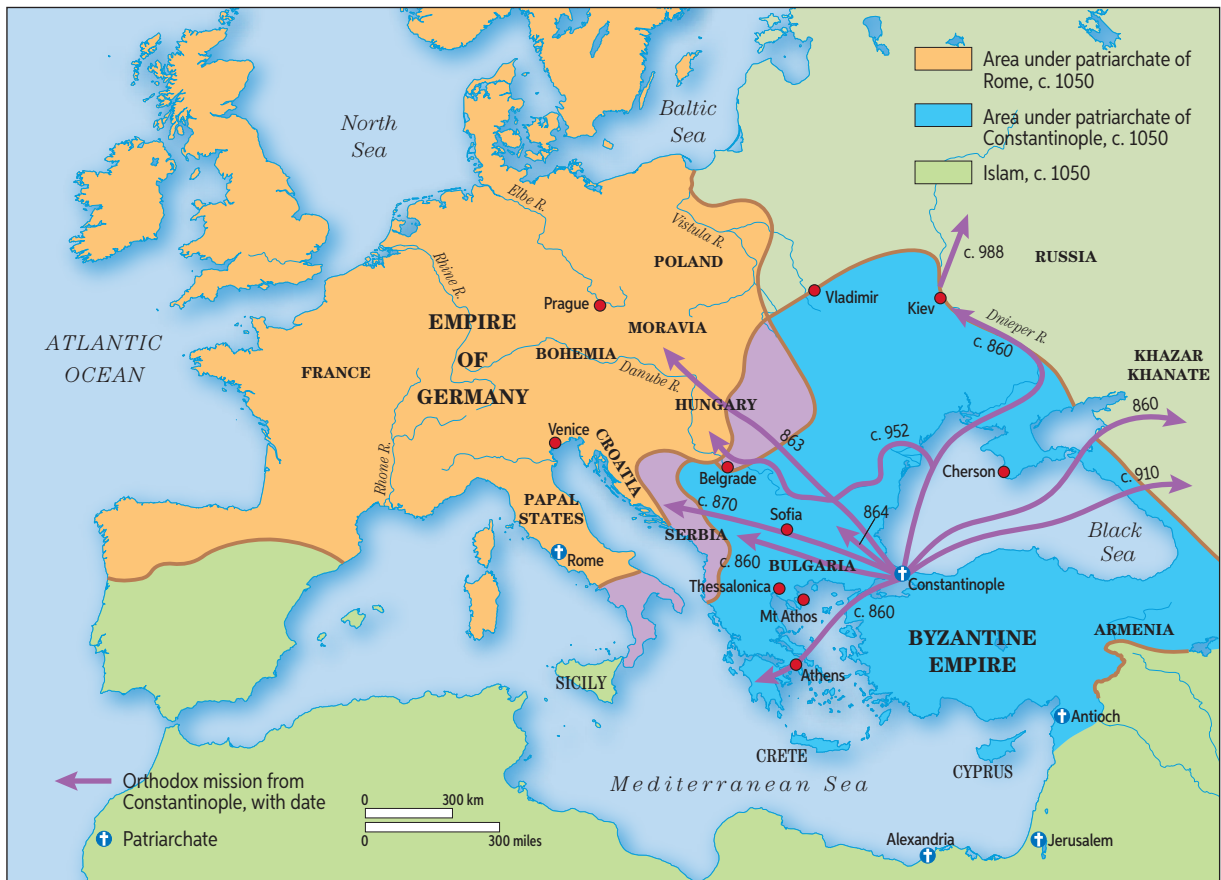 Area under patriarchate of
Rome, c. 1050
Area under patriarchate of
Constantinople, c. 1050
Islam, c. 1050
North
Sea
Baltic
Sea
Elbe R.
Vistula R.
c. 988
RUSSIA
POLAND
Rhine R.
Vladimir
Kiev
Prague
Dnieper R.
EMPIRE
OF
GERMANY
MORAVIA
ATLANTIC
OCEAN
c. 860
BOHEMIA
KHAZAR
KHANATE
FRANCE
Danube R.
HUNGARY
860
Venice
863
c. 952
CROATIA
Rhone R.
Belgrade
Cherson
c. 910
PAPAL
STATES
c. 870
Sofia
864
SERBIA
Black
Sea
Rome
c. 860
BULGARIA
Thessalonica
Constantinople
Mt Athos
c. 860
BYZANTINE
EMPIRE
ARMENIA
SICILY
Athens
Antioch
CRETE
CYPRUS
Mediterranean Sea
Orthodox mission from
Constantinople, with date
0 300 km
0 300 miles
Patriarchate
Alexandria
Jerusalem